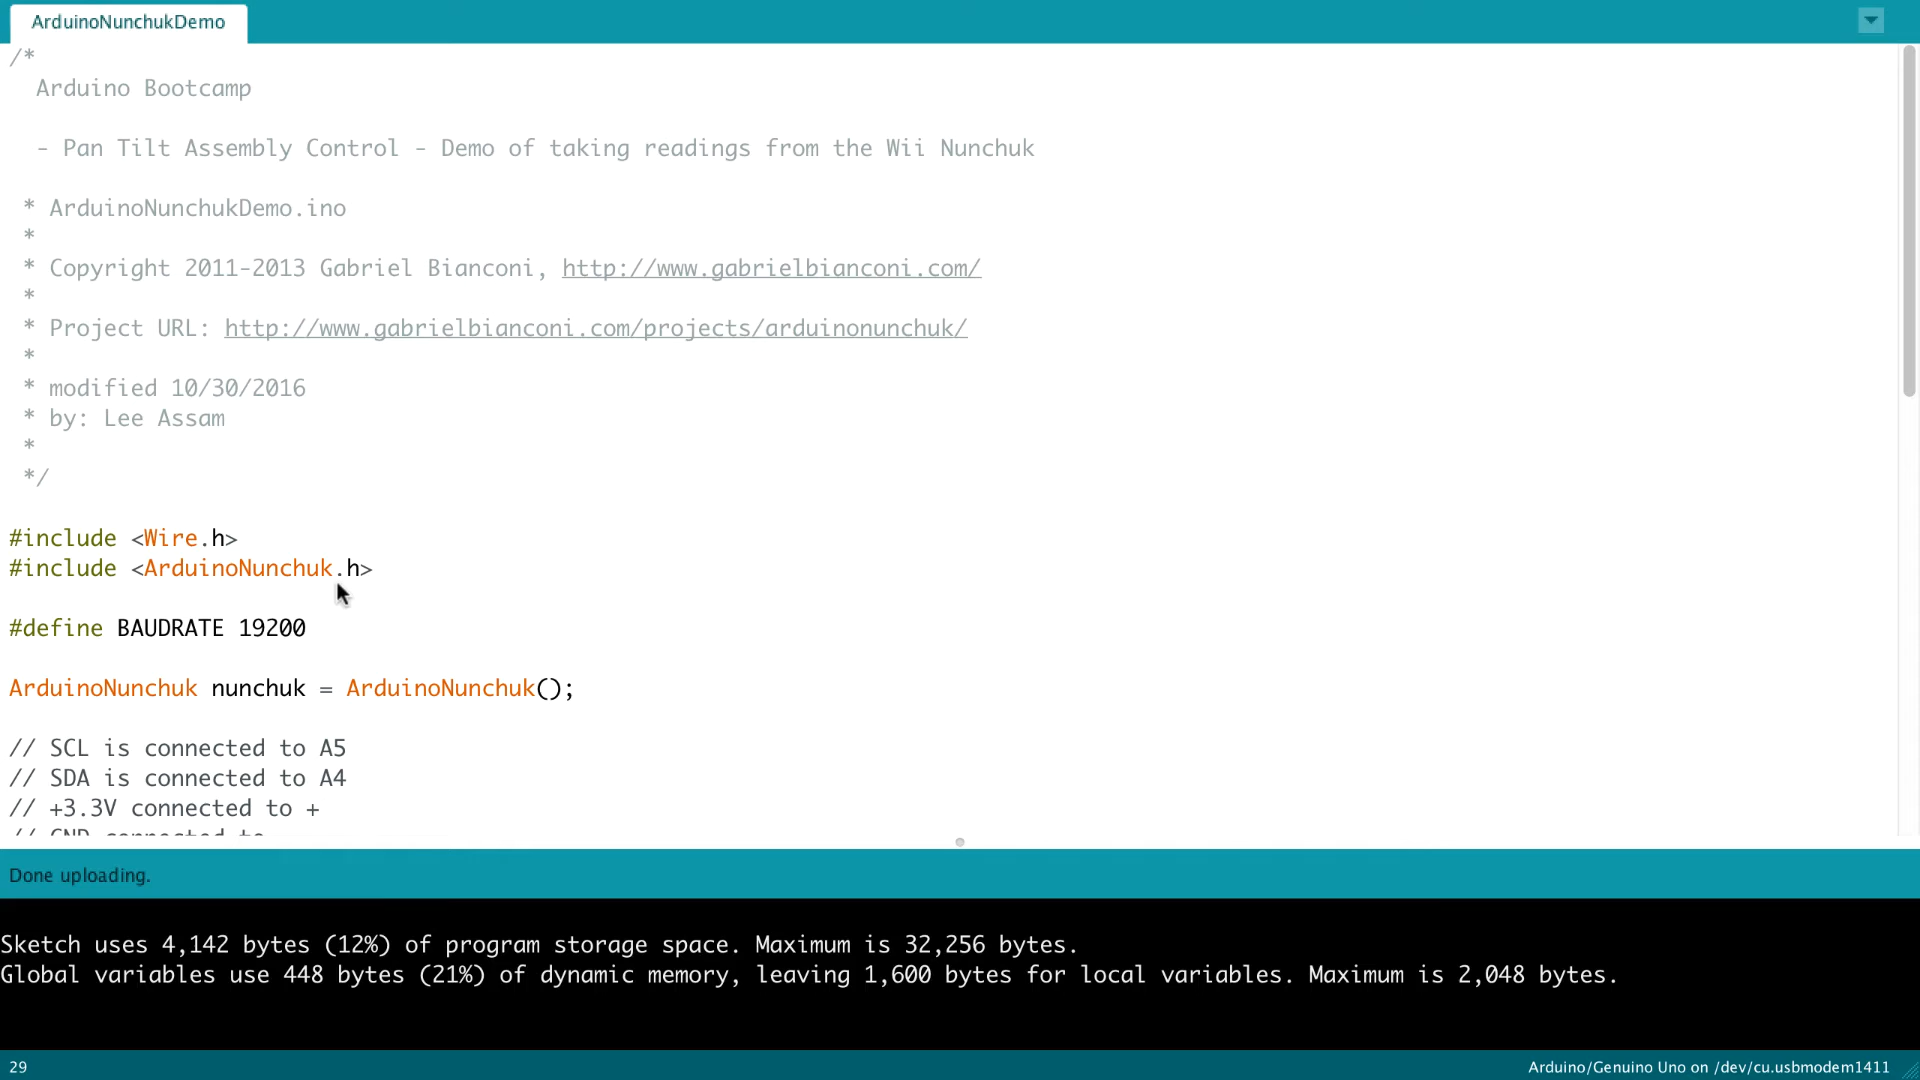 ArduinoNunchukDemo
/*
Arduino Bootcamp
- Pan Tilt Assembly Control - Demo of taking readings from the Wii Nunchuk
* ArduinoNunchukDemo.ino
*
* Copyright 2011-2013 Gabriel Bianconi, http://www.gabrielbianconi.com/
*
* Project URL: http://www.gabrielbianconi.com/projects/arduinonunchuk/
*
* modified 10/30/2016
* by: Lee Assam
*
*/
#include <Wire.h>
#include <ArduinoNunchuk.h>
#define BAUDRATE 19200
ArduinoNunchuk nunchuk = ArduinoNunchuk();
// SCL is connected to A5
// SDA is connected to A4
// +3.3V connected to +
// GND connected to
Done uploading.
Sketch uses 4,142 bytes (12%) of program storage space. Maximum is 32,256 bytes.
Global variables use 448 bytes (21%) of dynamic memory, leaving 1,600 bytes for local variables. Maximum is 2,048 bytes.
29
Arduino/Genuino Uno on /dev/cu.usbmodem1411